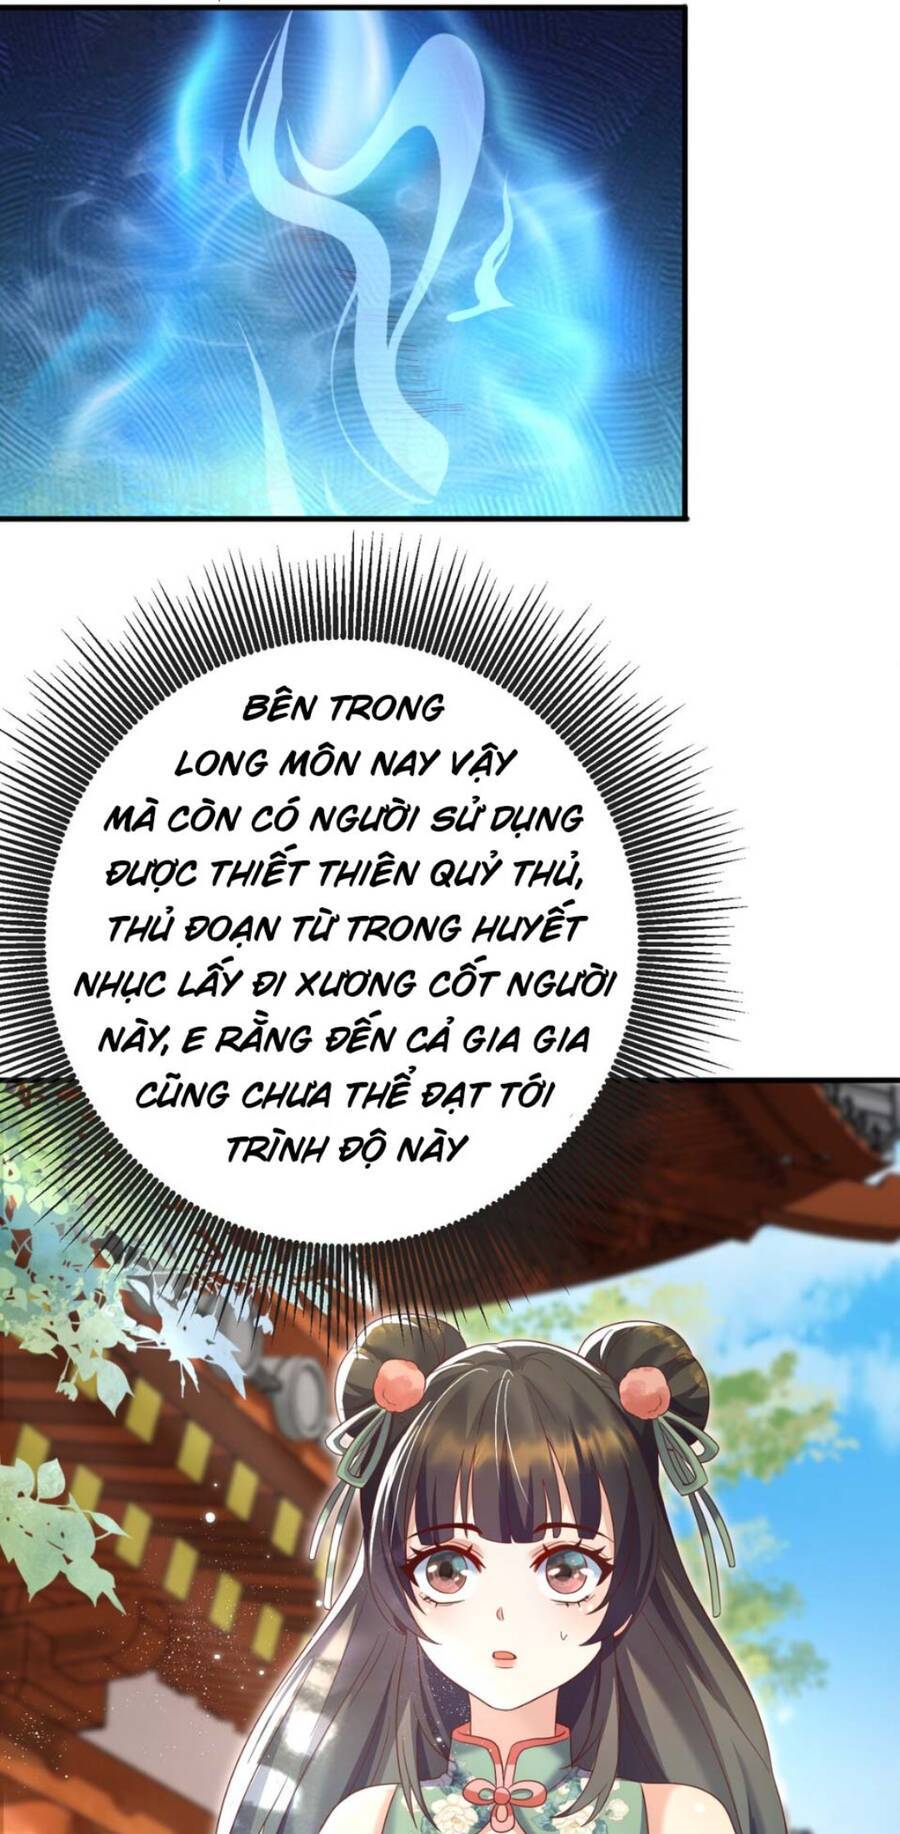 BÊN TRONG
LONG MÔN NAY VẬY
MÀ CÒN CÓ NGƯỜI SỬ DỤNG
ĐƯỢC THIẾT THIÊN QUỶ THỦ,
THỦ ĐOẠN TỪ TRONG HUYẾT
NHỤC LẤY ĐI XƯƠNG CỐT NGƯỜI
NÀY, E RẰNG ĐẾN CẢ GIA GIA
CŨNG CHƯA THỂ ĐẠT TỚI
TRÌNH ĐỘ NÀY